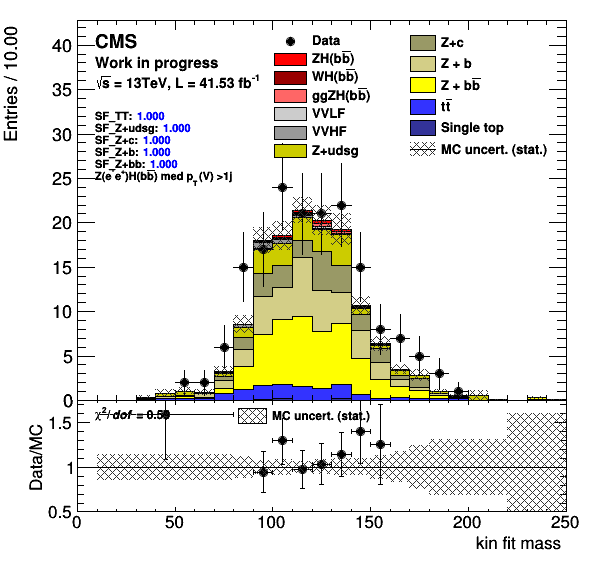 CMS
Work in progress
√s = 13TeV, L = 41.53 fb⁻¹
SF_TT: 1.000
SF_Z+udsg: 1.000
SF_Z+c: 1.000
SF_Z+b: 1.000
SF_Z+bb: 1.000
Z(e⁻e⁺)H(bb̅) med p_T(V) >1j
Data
ZH(bb̅)
WH(bb̅)
ggZH(bb̅)
VVLF
VVHF
Z+udsg
Z+c
Z + b
Z + bb̅
tt̅
Single top
MC uncert. (stat.)
Entries / 10.00
40
35
30
25
20
15
10
5
0
χ²/dof = 0.59
MC uncert. (stat.)
Data/MC
1.5
1
0.5
0
50
100
150
200
250
kin fit mass